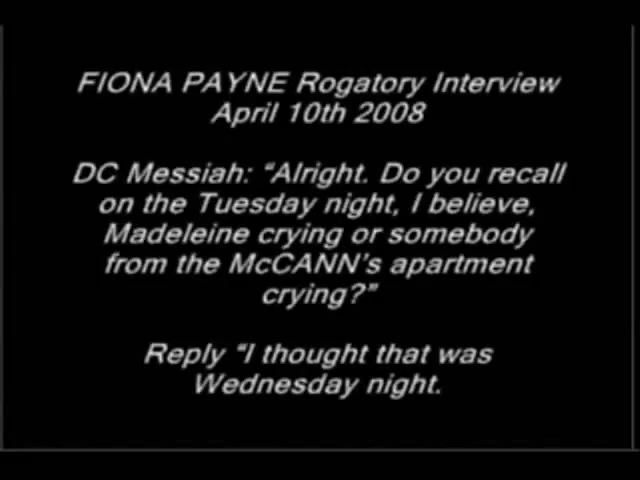 FIONA PAYNE Rogatory Interview
April 10th 2008
DC Messiah: “Alright. Do you recall
on the Tuesday night, I believe,
Madeleine crying or somebody
from the McCANN's apartment
crying?”
Reply “I thought that was
Wednesday night.